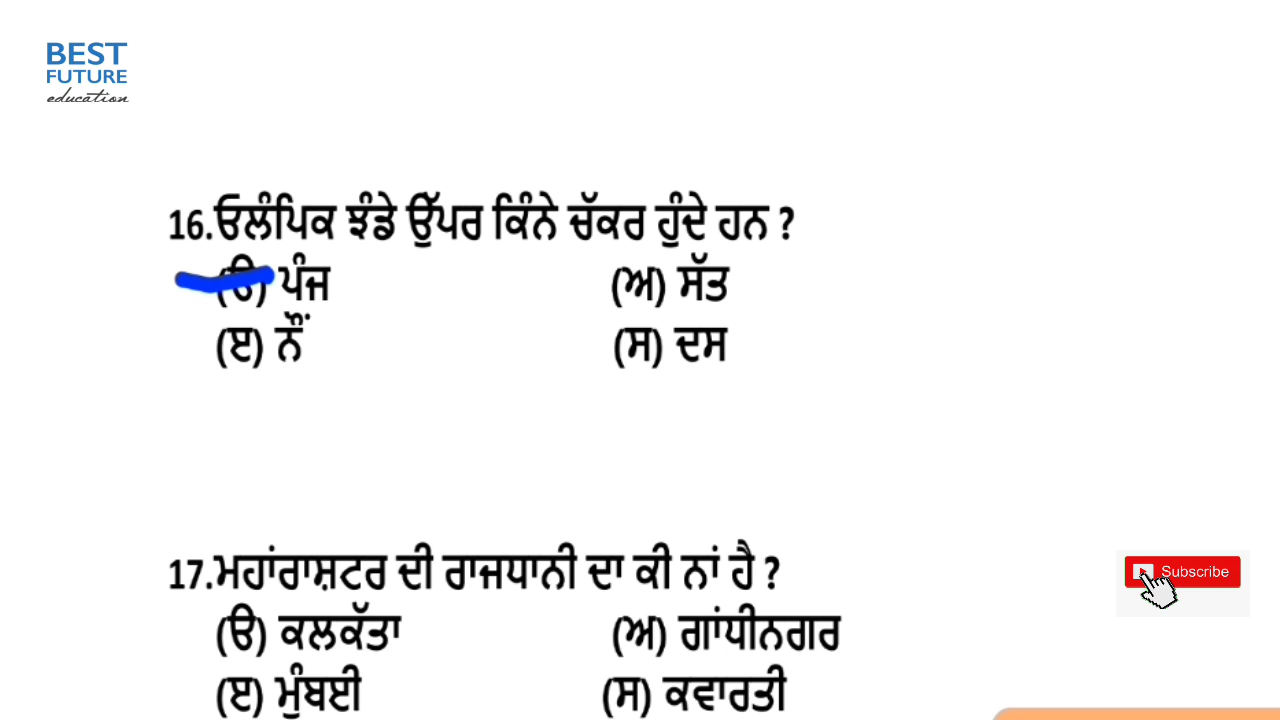 BEST
FUTURE
education
16.ਓਲੰਪਿਕ ਝੰਡੇ ਉੱਪਰ ਕਿੰਨੇ ਚੱਕਰ ਹੁੰਦੇ ਹਨ ?
(ੳ) ਪੰਜ (ਅ) ਸੱਤ
(ੲ) ਨੌਂ (ਸ) ਦਸ
17.ਮਹਾਂਰਾਸ਼ਟਰ ਦੀ ਰਾਜਧਾਨੀ ਦਾ ਕੀ ਨਾਂ ਹੈ ?
Subscribe
(ੳ) ਕਲਕੱਤਾ (ਅ) ਗਾਂਧੀਨਗਰ
(ੲ) ਮੁੰਬਈ (ਸ) ਕਵਾਰਤੀ